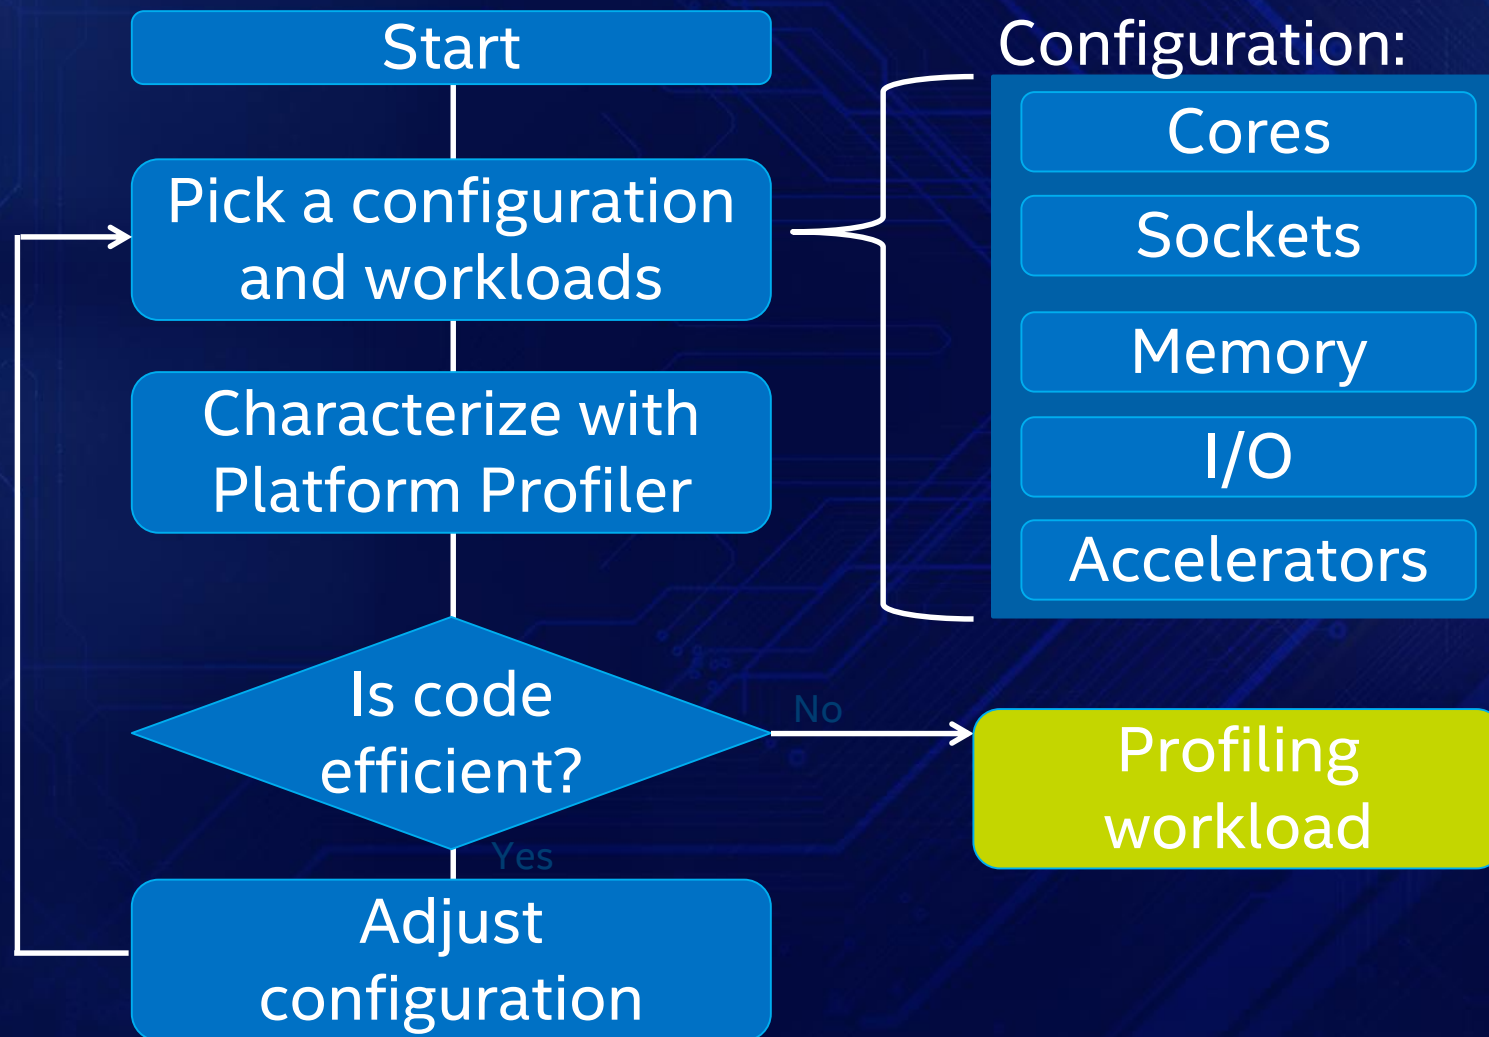 Start
Pick a configuration
and workloads
Characterize with
Platform Profiler
Is code
efficient?
No
Yes
Adjust
configuration
Configuration:
Cores
Sockets
Memory
I/O
Accelerators
Profiling
workload